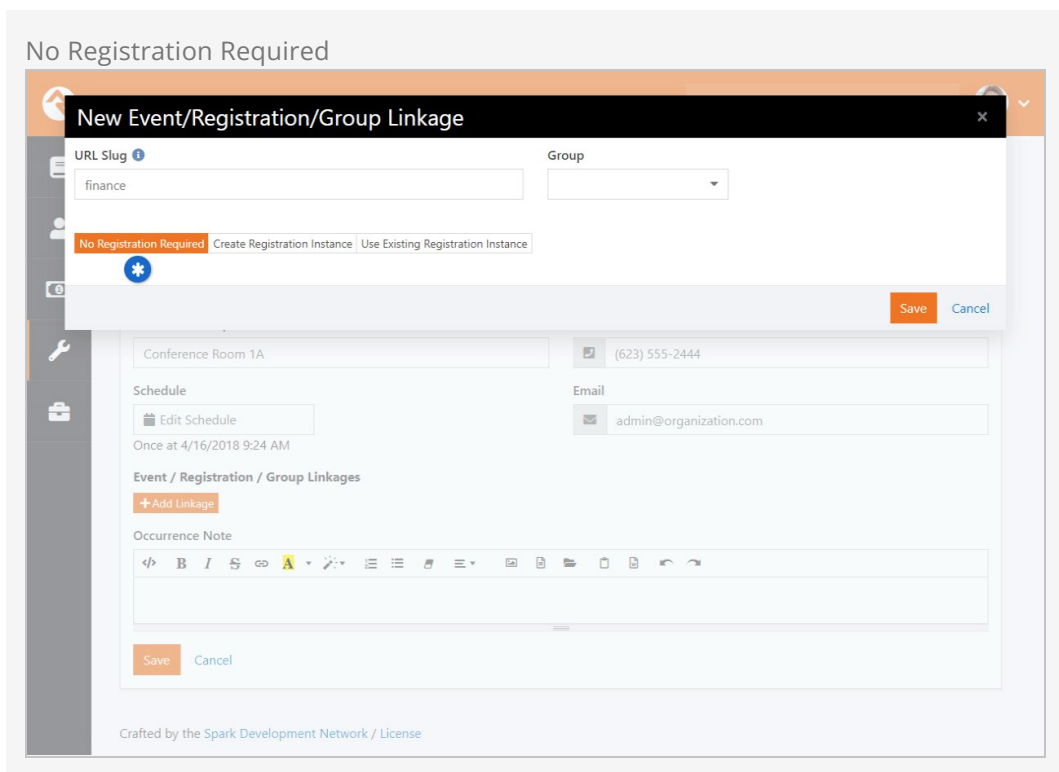 No Registration Required
New Event/Registration/Group Linkage ×
URL Slug Group
finance
No Registration Required Create Registration Instance Use Existing Registration Instance
Save Cancel
Conference Room 1A (623) 555-2444
Schedule Email
Edit Schedule admin@organization.com
Once at 4/16/2018 9:24 AM
Event / Registration / Group Linkages
+Add Linkage
Occurrence Note
</> B I S A
Save Cancel
Crafted by the Spark Development Network / License